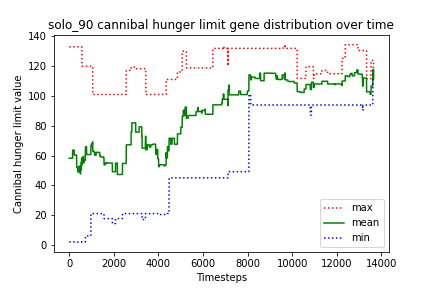 solo_90 cannibal hunger limit gene distribution over time
Cannibal hunger limit value
140
120
100
80
60
40
20
0
0 2000 4000 6000 8000 10000 12000 14000
Timesteps
max
mean
min